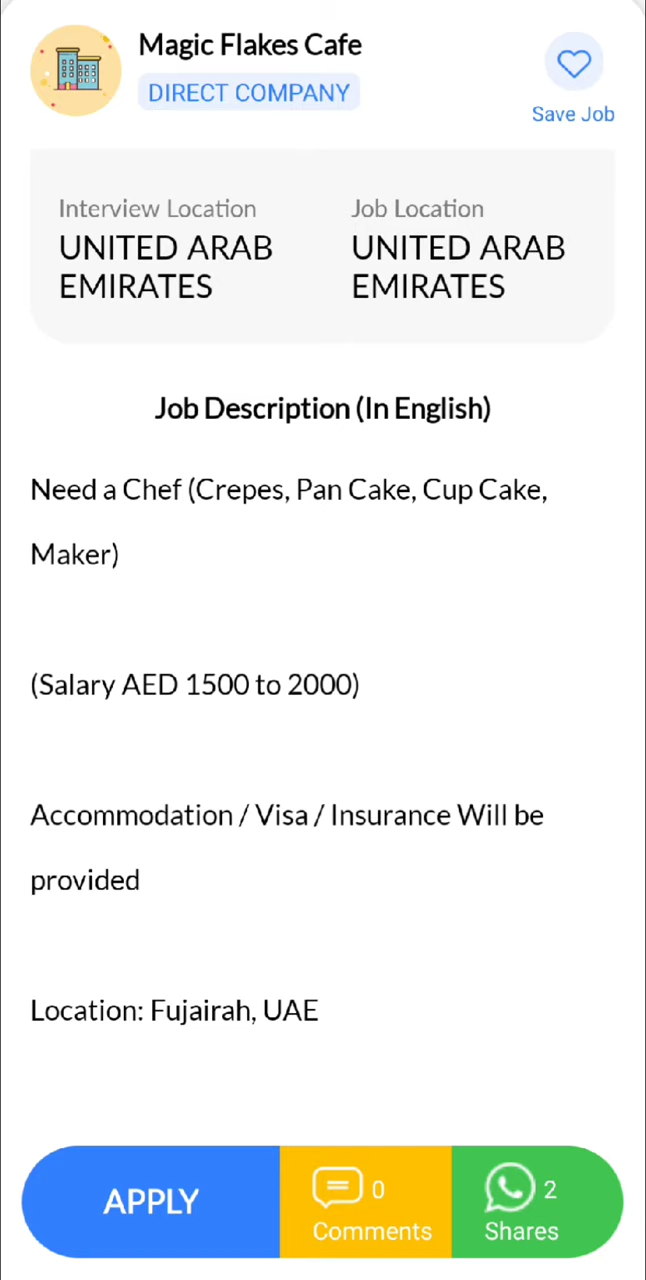 Magic Flakes Cafe
DIRECT COMPANY
Save Job
Interview Location
UNITED ARAB
EMIRATES
Job Location
UNITED ARAB
EMIRATES
Job Description (In English)
Need a Chef (Crepes, Pan Cake, Cup Cake,
Maker)
(Salary AED 1500 to 2000)
Accommodation / Visa / Insurance Will be
provided
Location: Fujairah, UAE
APPLY
0
Comments
2
Shares